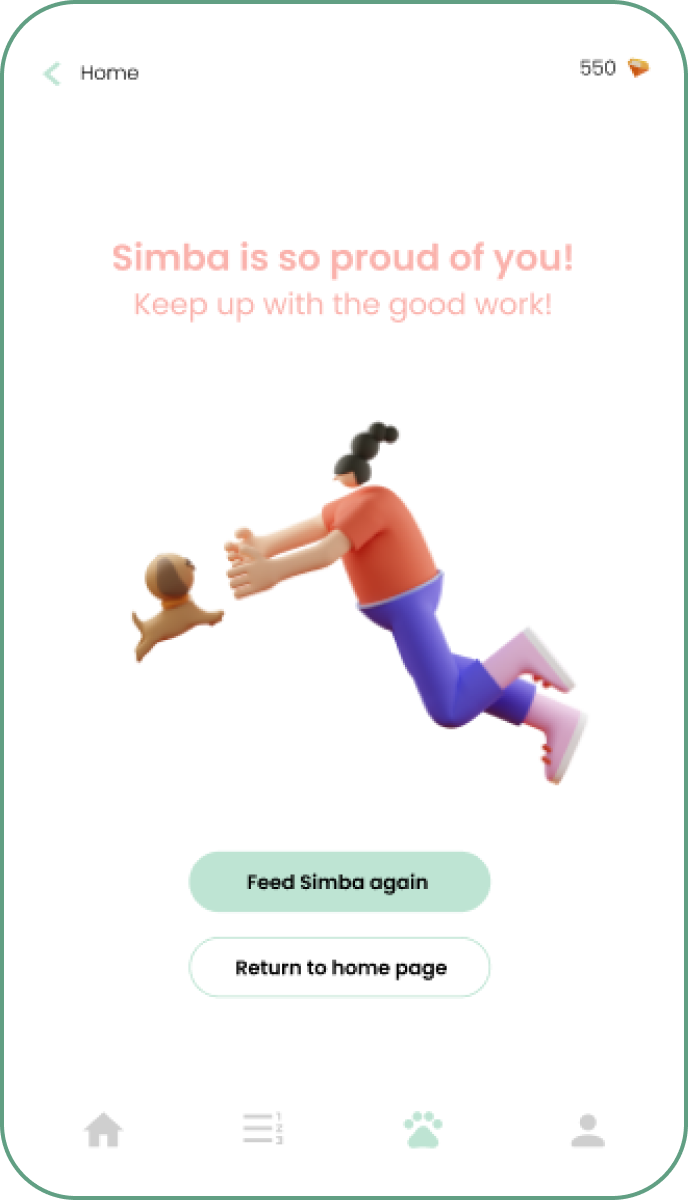 Home
550
Simba is so proud of you!
Keep up with the good work!
Feed Simba again
Return to home page
1
2
3